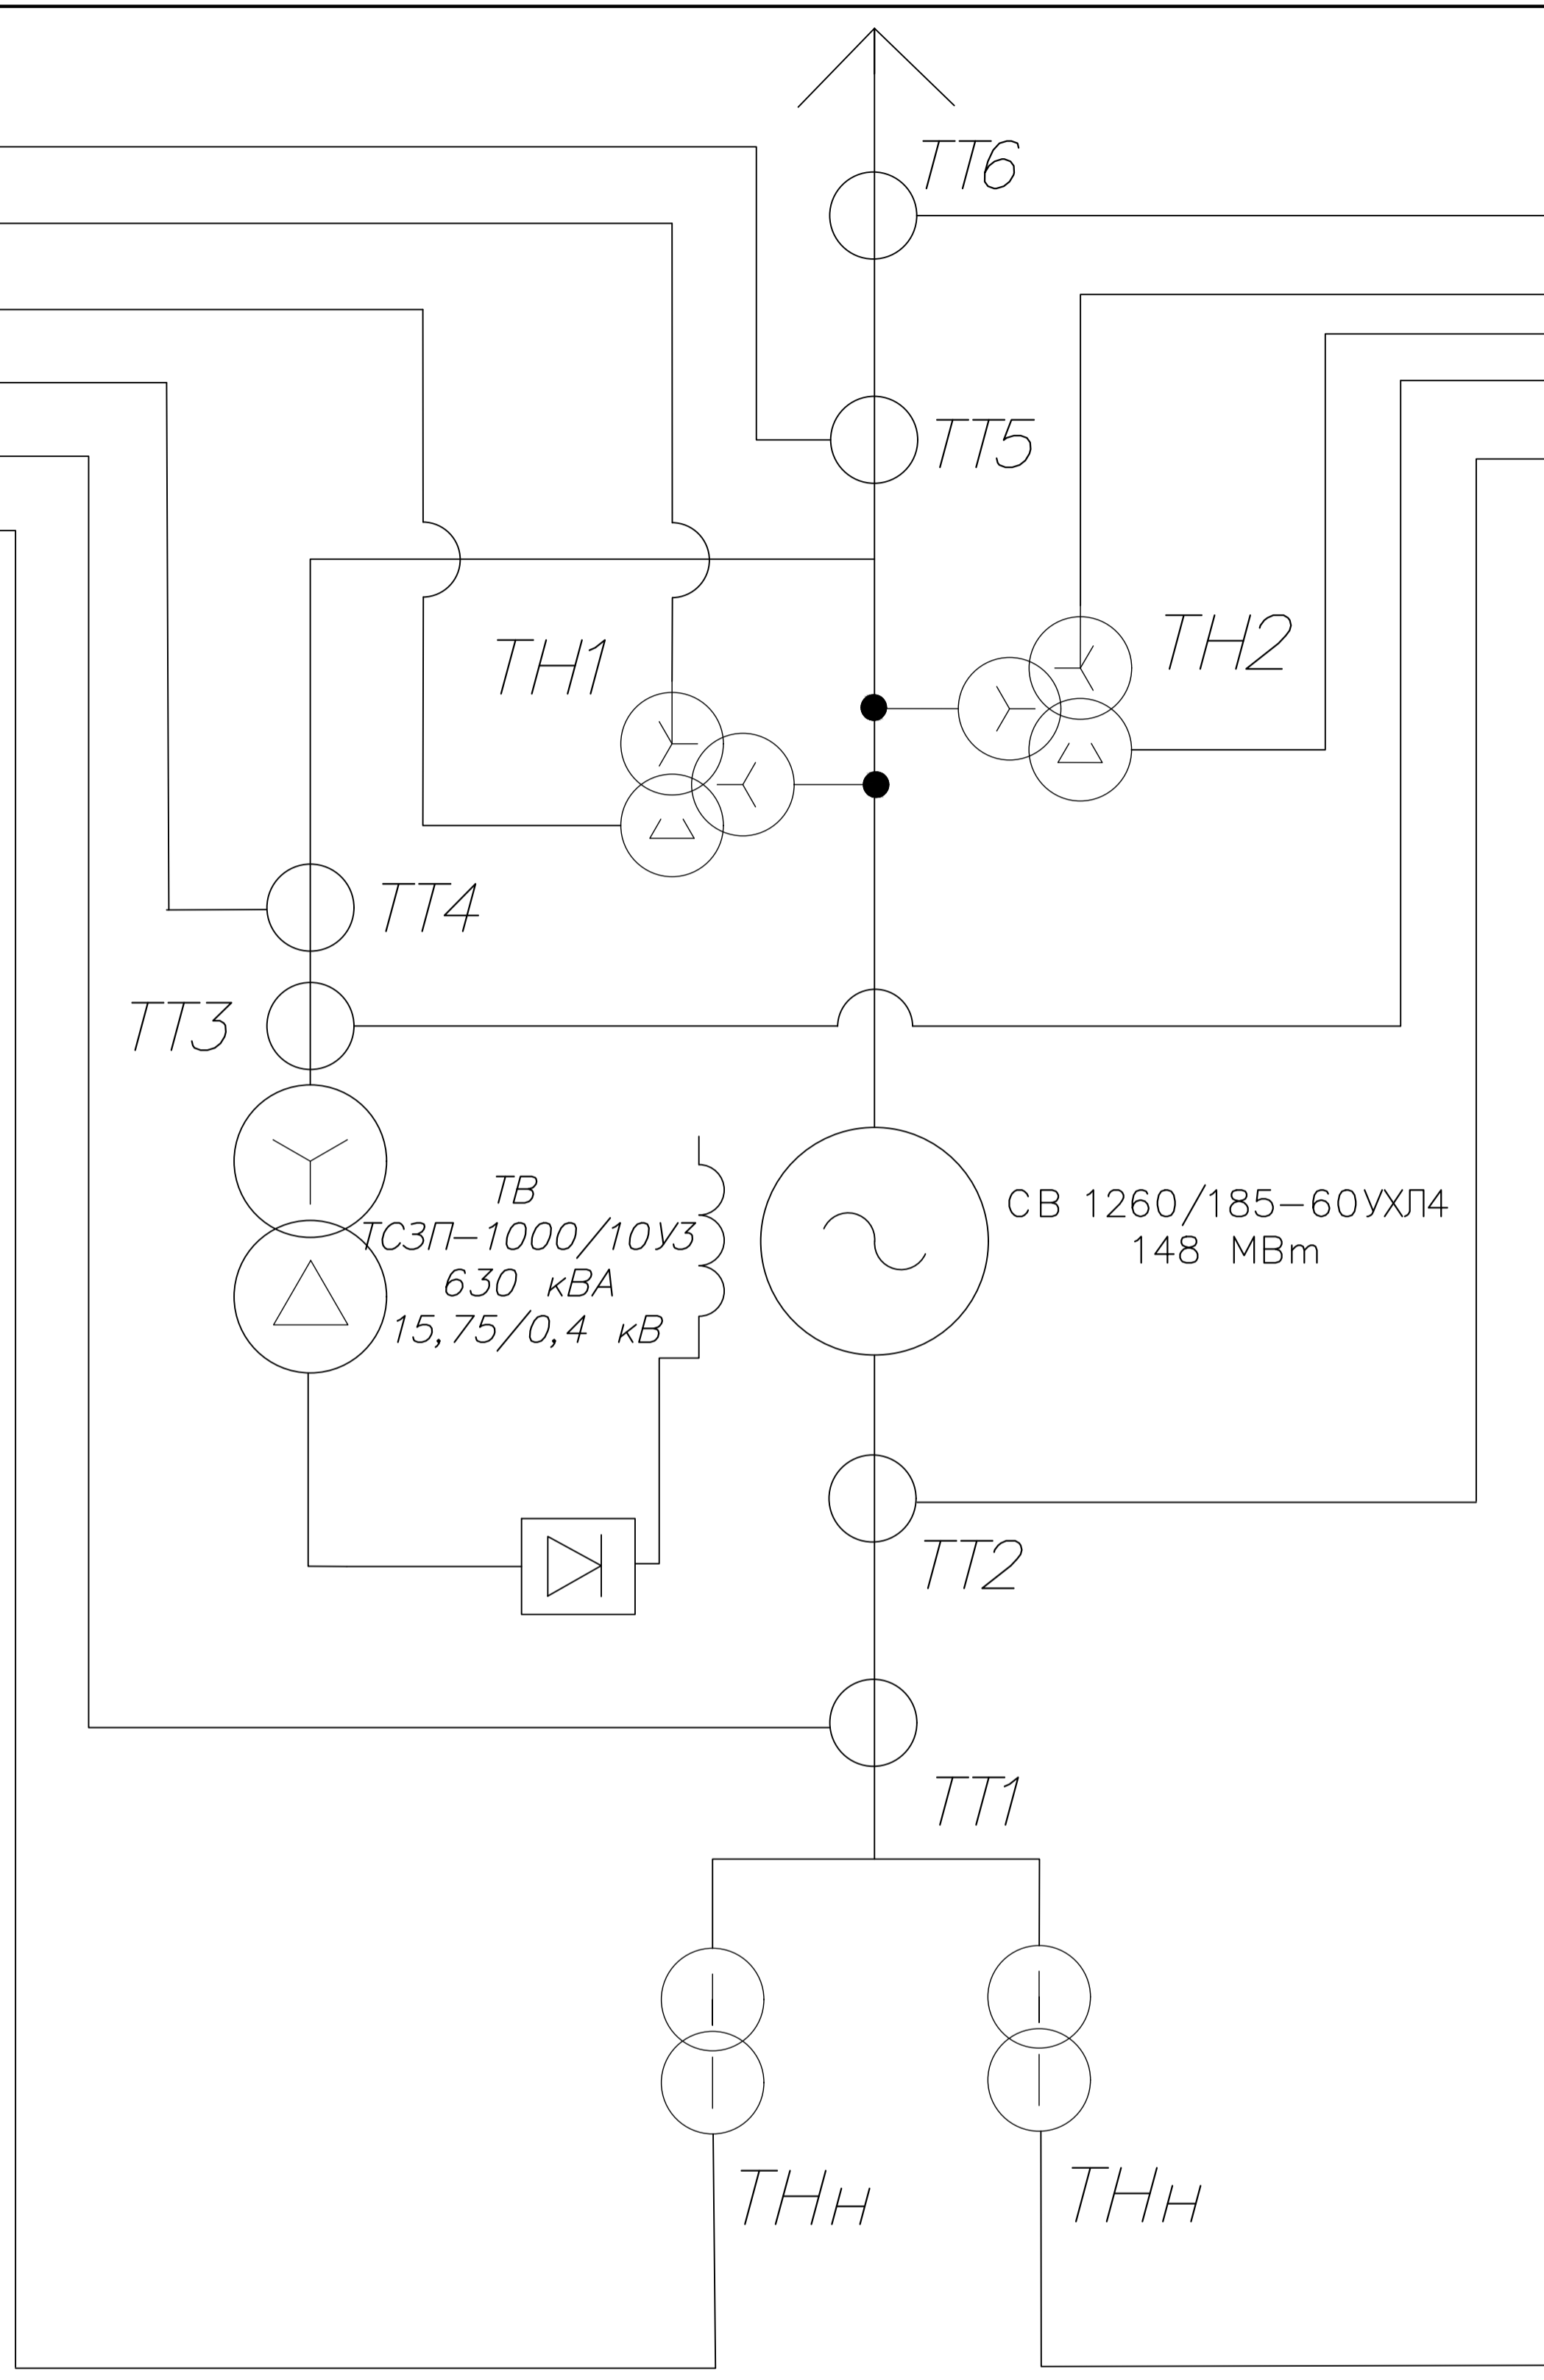 ТТ6
ТТ5
ТН2
ТН1
ТТ4
ТТ3
ТВ
ТСЗП-1000/10УЗ
630 кВА
15,75/0,4 кВ
СВ 1260/185-60УХЛ4
148 МВт
ТТ2
ТТ1
ТНн
ТНн